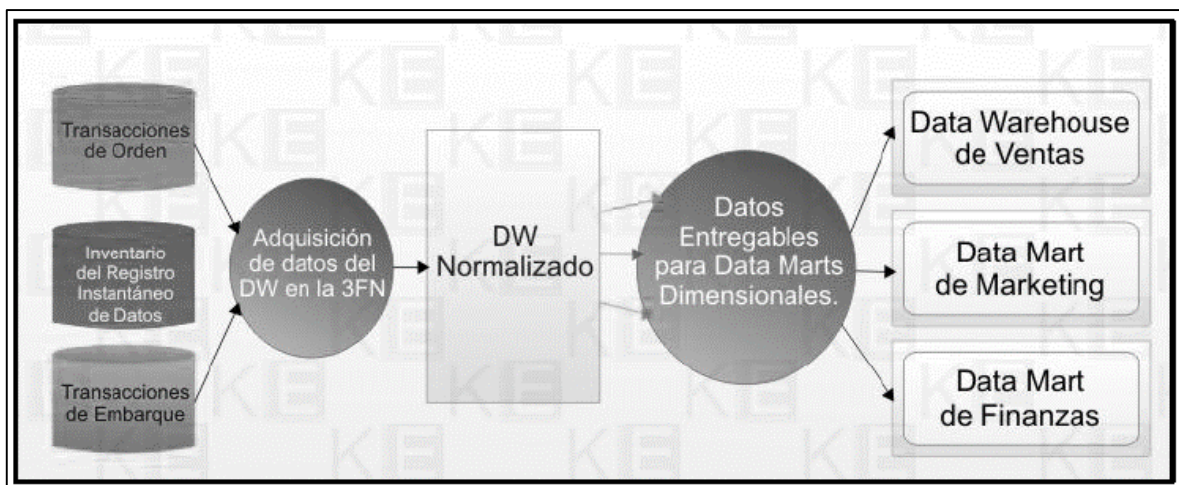 Transacciones
de Orden
Inventario
del Registro
Instantáneo
de Datos
Transacciones
de Embarque
Adquisición
de datos del
DW en la 3FN
DW
Normalizado
Datos
Entregables
para Data Marts
Dimensionales.
Data Warehouse
de Ventas
Data Mart
de Marketing
Data Mart
de Finanzas